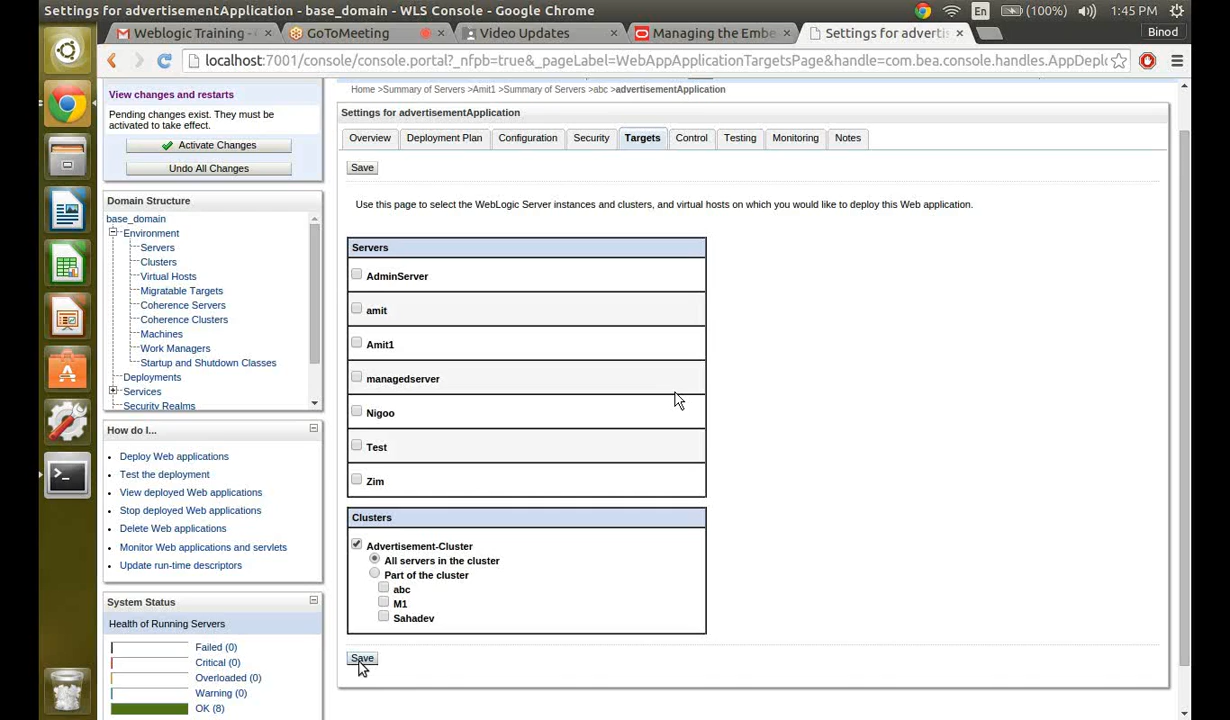 Settings for advertisementApplication - base_domain - WLS Console - Google Chrome
En
(100%)
1:45 PM
Weblogic Training -
GoToMeeting
Video Updates
Managing the Embe
Settings for adverti
Binod
localhost:7001/console/console.portal?_nfpb=true&_pageLabel=WebAppApplicationTargetsPage&handle=com.bea.console.handles.AppDeplo
View changes and restarts
Pending changes exist. They must be
activated to take effect.
Activate Changes
Undo All Changes
Domain Structure
base_domain
Environment
Servers
Clusters
Virtual Hosts
Migratable Targets
Coherence Servers
Coherence Clusters
Machines
Work Managers
Startup and Shutdown Classes
Deployments
Services
Security Realms
How do I...
Deploy Web applications
Test the deployment
View deployed Web applications
Stop deployed Web applications
Delete Web applications
Monitor Web applications and servlets
Update run-time descriptors
System Status
Health of Running Servers
Failed (0)
Critical (0)
Overloaded (0)
Warning (0)
OK (8)
Home >Summary of Servers >Amit1 >Summary of Servers >abc >advertisementApplication
Settings for advertisementApplication
Overview
Deployment Plan
Configuration
Security
Targets
Control
Testing
Monitoring
Notes
Save
Use this page to select the WebLogic Server instances and clusters, and virtual hosts on which you would like to deploy this Web application.
Servers
AdminServer
amit
Amit1
managedserver
Nigoo
Test
Zim
Clusters
Advertisement-Cluster
All servers in the cluster
Part of the cluster
abc
M1
Sahadev
Save